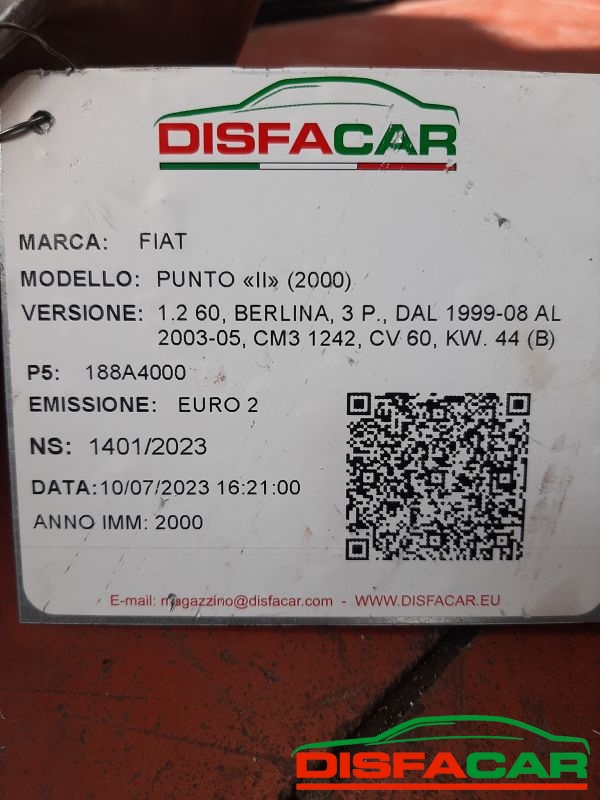 DISFACAR
MARCA: FIAT
MODELLO: PUNTO «II» (2000)
VERSIONE: 1.2 60, BERLINA, 3 P., DAL 1999-08 AL
2003-05, CM3 1242, CV 60, KW. 44 (B)
P5: 188A4000
EMISSIONE: EURO 2
NS: 1401/2023
DATA:10/07/2023 16:21:00
ANNO IMM: 2000
E-mail: magazzino@disfacar.com - WWW.DISFACAR.EU
DISFACAR